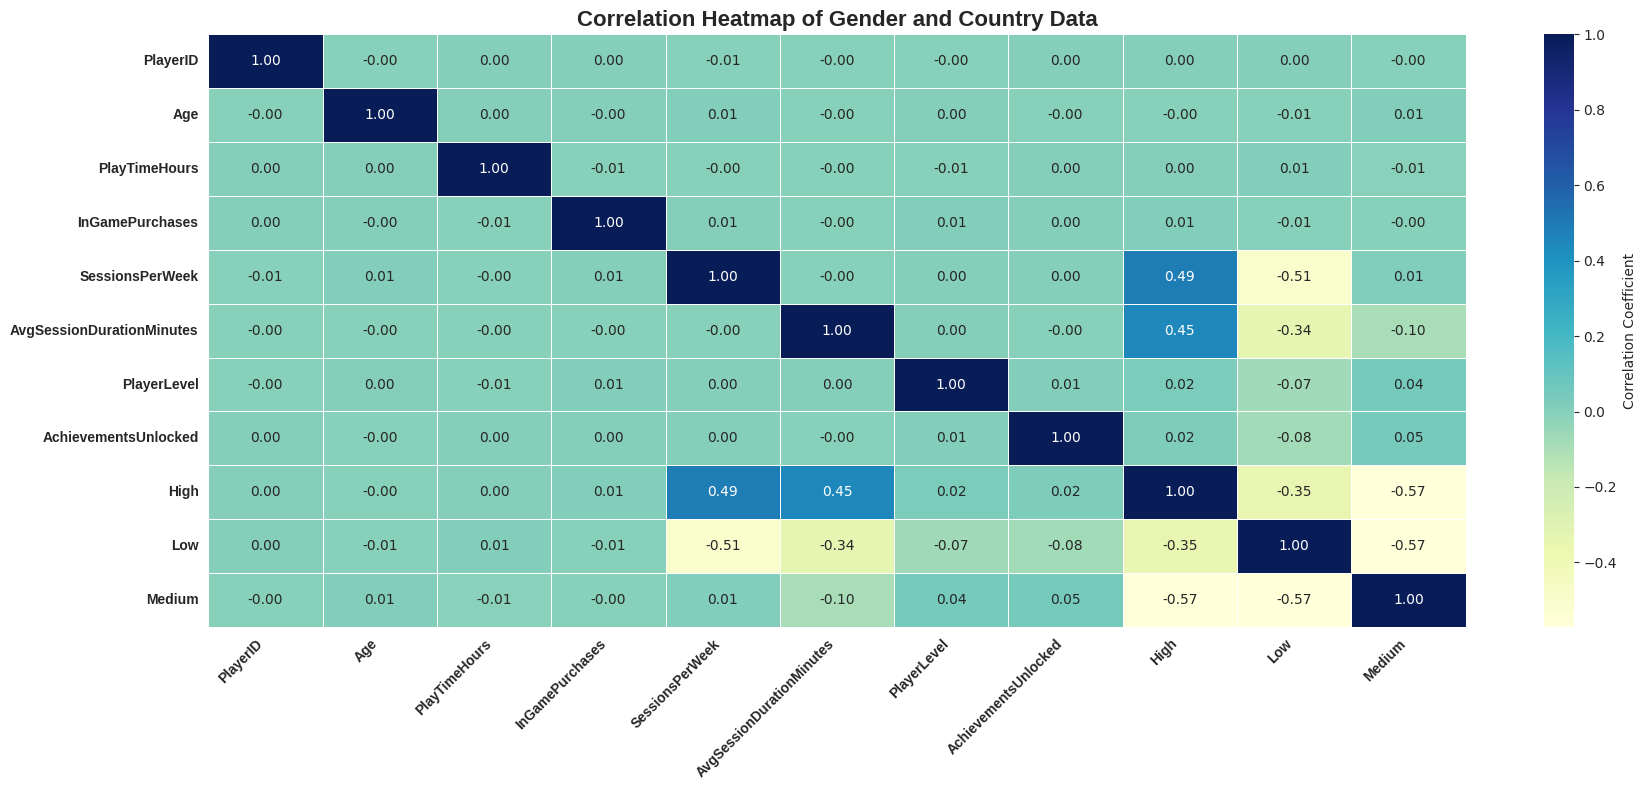 Correlation Heatmap of Gender and Country Data
PlayerID 1.00 -0.00 0.00 0.00 -0.01 -0.00 -0.00 0.00 0.00 0.00 -0.00
Age -0.00 1.00 0.00 -0.00 0.01 -0.00 0.00 -0.00 -0.00 -0.01 0.01
PlayTimeHours 0.00 0.00 1.00 -0.01 -0.00 -0.00 -0.01 0.00 0.00 0.01 -0.01
InGamePurchases 0.00 -0.00 -0.01 1.00 0.01 -0.00 0.01 0.00 0.01 -0.01 -0.00
SessionsPerWeek -0.01 0.01 -0.00 0.01 1.00 -0.00 0.00 0.00 0.49 -0.51 0.01
AvgSessionDurationMinutes -0.00 -0.00 -0.00 -0.00 -0.00 1.00 0.00 -0.00 0.45 -0.34 -0.10
PlayerLevel -0.00 0.00 -0.01 0.01 0.00 0.00 1.00 0.01 0.02 -0.07 0.04
AchievementsUnlocked 0.00 -0.00 0.00 0.00 0.00 -0.00 0.01 1.00 0.02 -0.08 0.05
High 0.00 -0.00 0.00 0.01 0.49 0.45 0.02 0.02 1.00 -0.35 -0.57
Low 0.00 -0.01 0.01 -0.01 -0.51 -0.34 -0.07 -0.08 -0.35 1.00 -0.57
Medium -0.00 0.01 -0.01 -0.00 0.01 -0.10 0.04 0.05 -0.57 -0.57 1.00
PlayerID
Age
PlayTimeHours
InGamePurchases
SessionsPerWeek
AvgSessionDurationMinutes
PlayerLevel
AchievementsUnlocked
High
Low
Medium
1.0
0.8
0.6
0.4
0.2
0.0
−0.2
−0.4
Correlation Coefficient